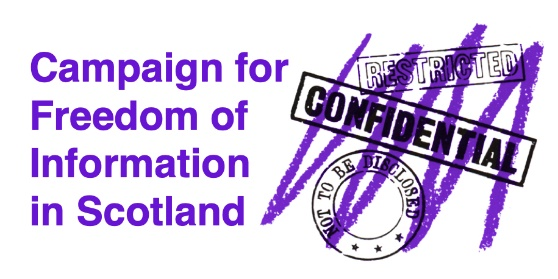 Campaign for
Freedom of
Information
in Scotland
RESTRICTED
CONFIDENTIAL
NOT TO BE DISCLOSED